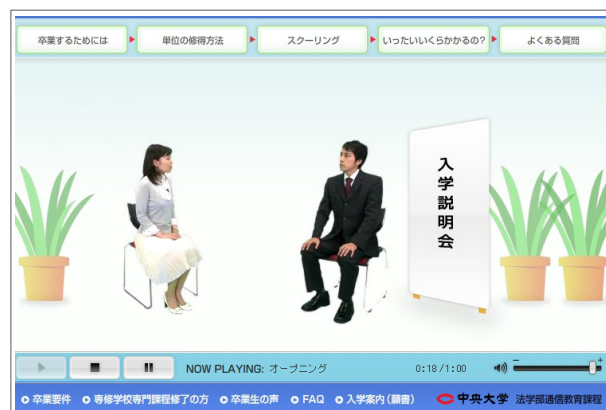 卒業するためには
単位の修得方法
スクーリング
いったいいくらかかるの?
よくある質問
入学説明会
NOW PLAYING: オープニング
0:18/1:00
卒業要件 専修学校専門課程修了の方 卒業生の声 FAQ 入学案内(願書) 中央大学 法学部通信教育課程